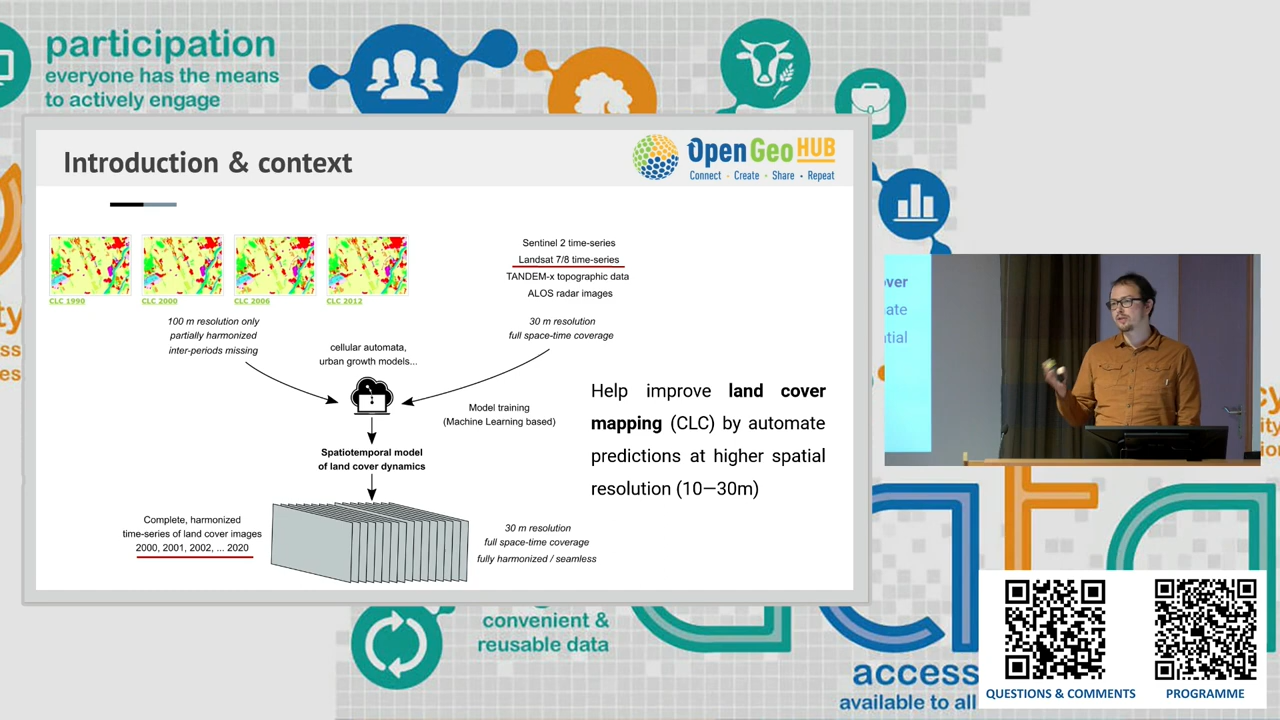 participation
everyone has the means
to actively engage
Introduction & context
OpenGeoHUB
Connect · Create · Share · Repeat
CLC 1990
CLC 2000
CLC 2006
CLC 2012
Sentinel 2 time-series
Landsat 7/8 time-series
TANDEM-x topographic data
ALOS radar images
100 m resolution only
partially harmonized
inter-periods missing
30 m resolution
full space-time coverage
cellular automata,
urban growth models...
Model training
(Machine Learning based)
Spatiotemporal model
of land cover dynamics
Help improve land cover
mapping (CLC) by automate
predictions at higher spatial
resolution (10—30m)
Complete, harmonized
time-series of land cover images
2000, 2001, 2002, ... 2020
30 m resolution
full space-time coverage
fully harmonized / seamless
over
ate
tial
convenient &
reusable data
access
available to all
QUESTIONS & COMMENTS
PROGRAMME